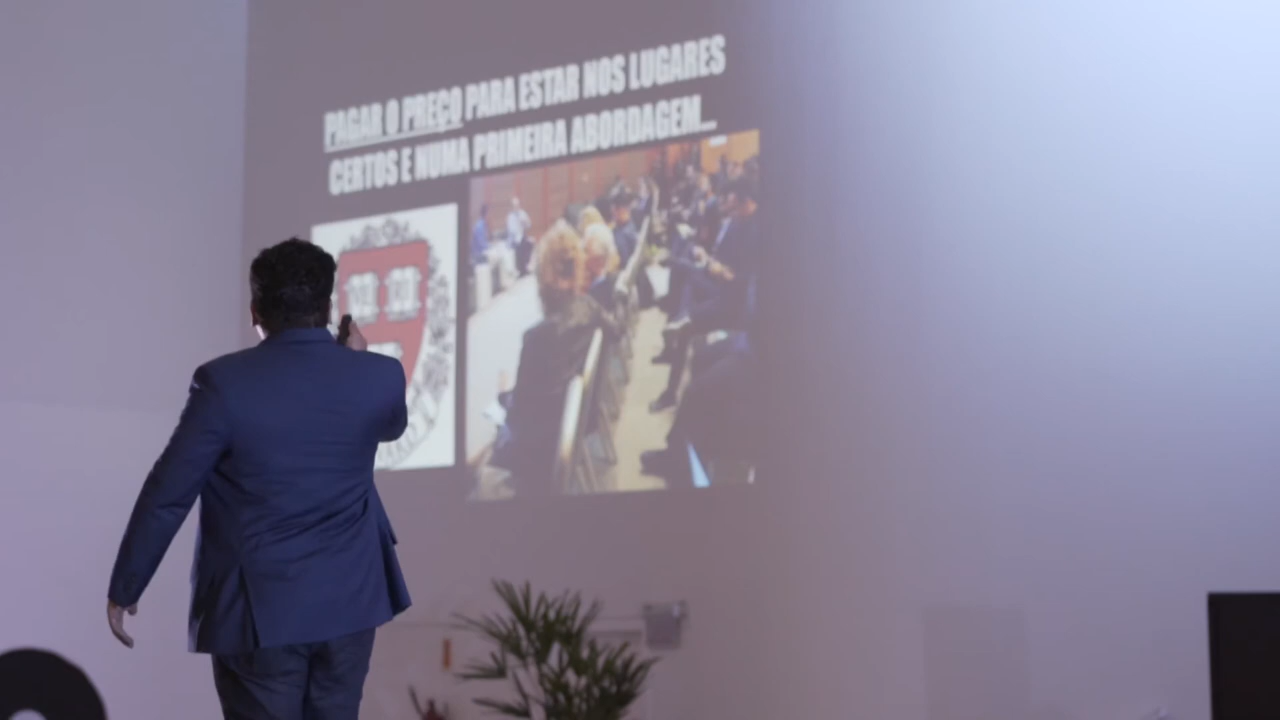 PAGAR O PREÇO PARA ESTAR NOS LUGARES
CERTOS E NUMA PRIMEIRA ABORDAGEM...